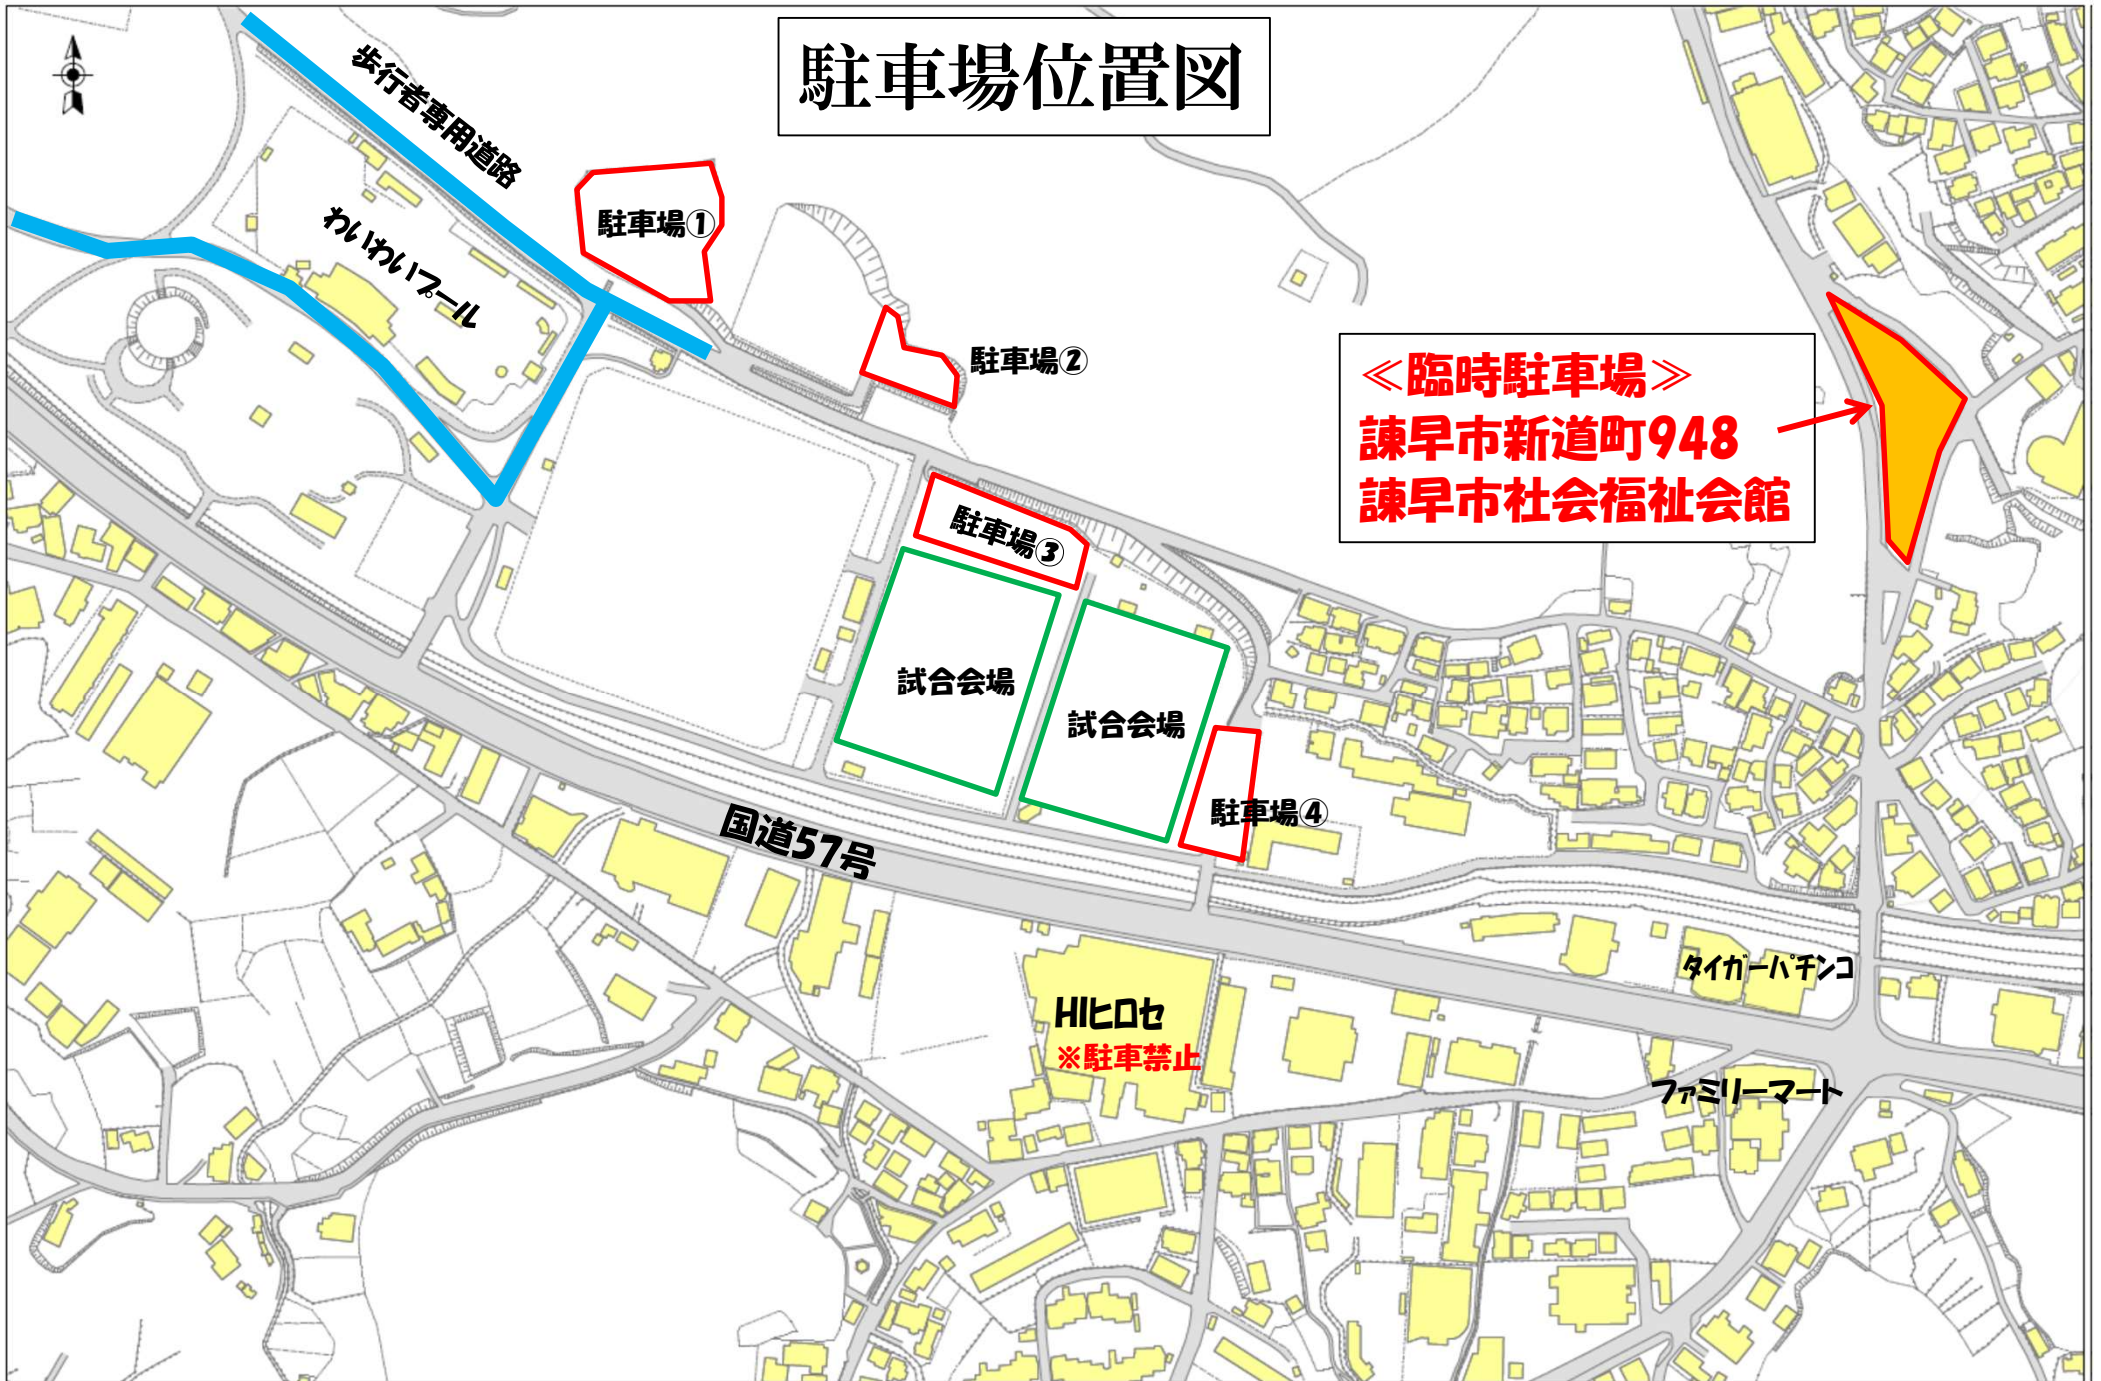 駐車場位置図
歩行者専用道路
わいわいプール
駐車場①
駐車場②
≪臨時駐車場≫
諫早市新道町948
諫早市社会福祉会館
駐車場③
試合会場
試合会場
駐車場④
国道57号
タイガーパチンコ
HIヒロセ
※駐車禁止
ファミリーマート